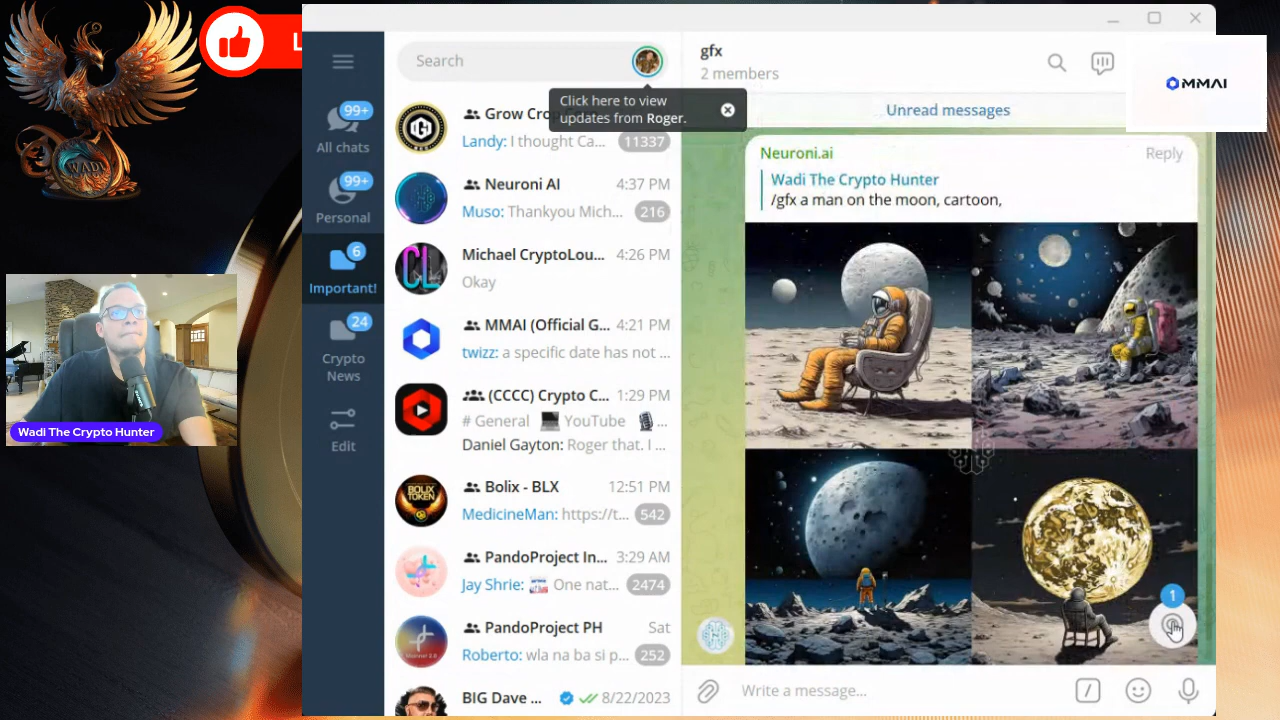 L
WADI
Wadi The Crypto Hunter
99+
All chats
99+
Personal
6
Important!
24
Crypto
News
Edit
Search
Click here to view
updates from Roger.
Grow Cro
Landy: I thought Ca... 11337
Neuroni AI 4:37 PM
Muso: Thankyou Mich... 216
Michael CryptoLou... 4:26 PM
Okay
MMAI (Official G... 4:21 PM
twizz: a specific date has not ...
(CCCC) Crypto C... 1:29 PM
# General 💻 YouTube 🎙️ ...
Daniel Gayton: Roger that. I ...
BOLIX
TOKEN
Bolix - BLX 12:51 PM
MedicineMan: https://t... 542
PandoProject In... 3:29 AM
Jay Shrie: One nat... 2474
PandoProject PH Sat
Roberto: wla na ba si p... 252
BIG Dave ... 8/22/2023
gfx
2 members
MMAI
Unread messages
Neuroni.ai Reply
Wadi The Crypto Hunter
/gfx a man on the moon, cartoon,
1
Write a message...